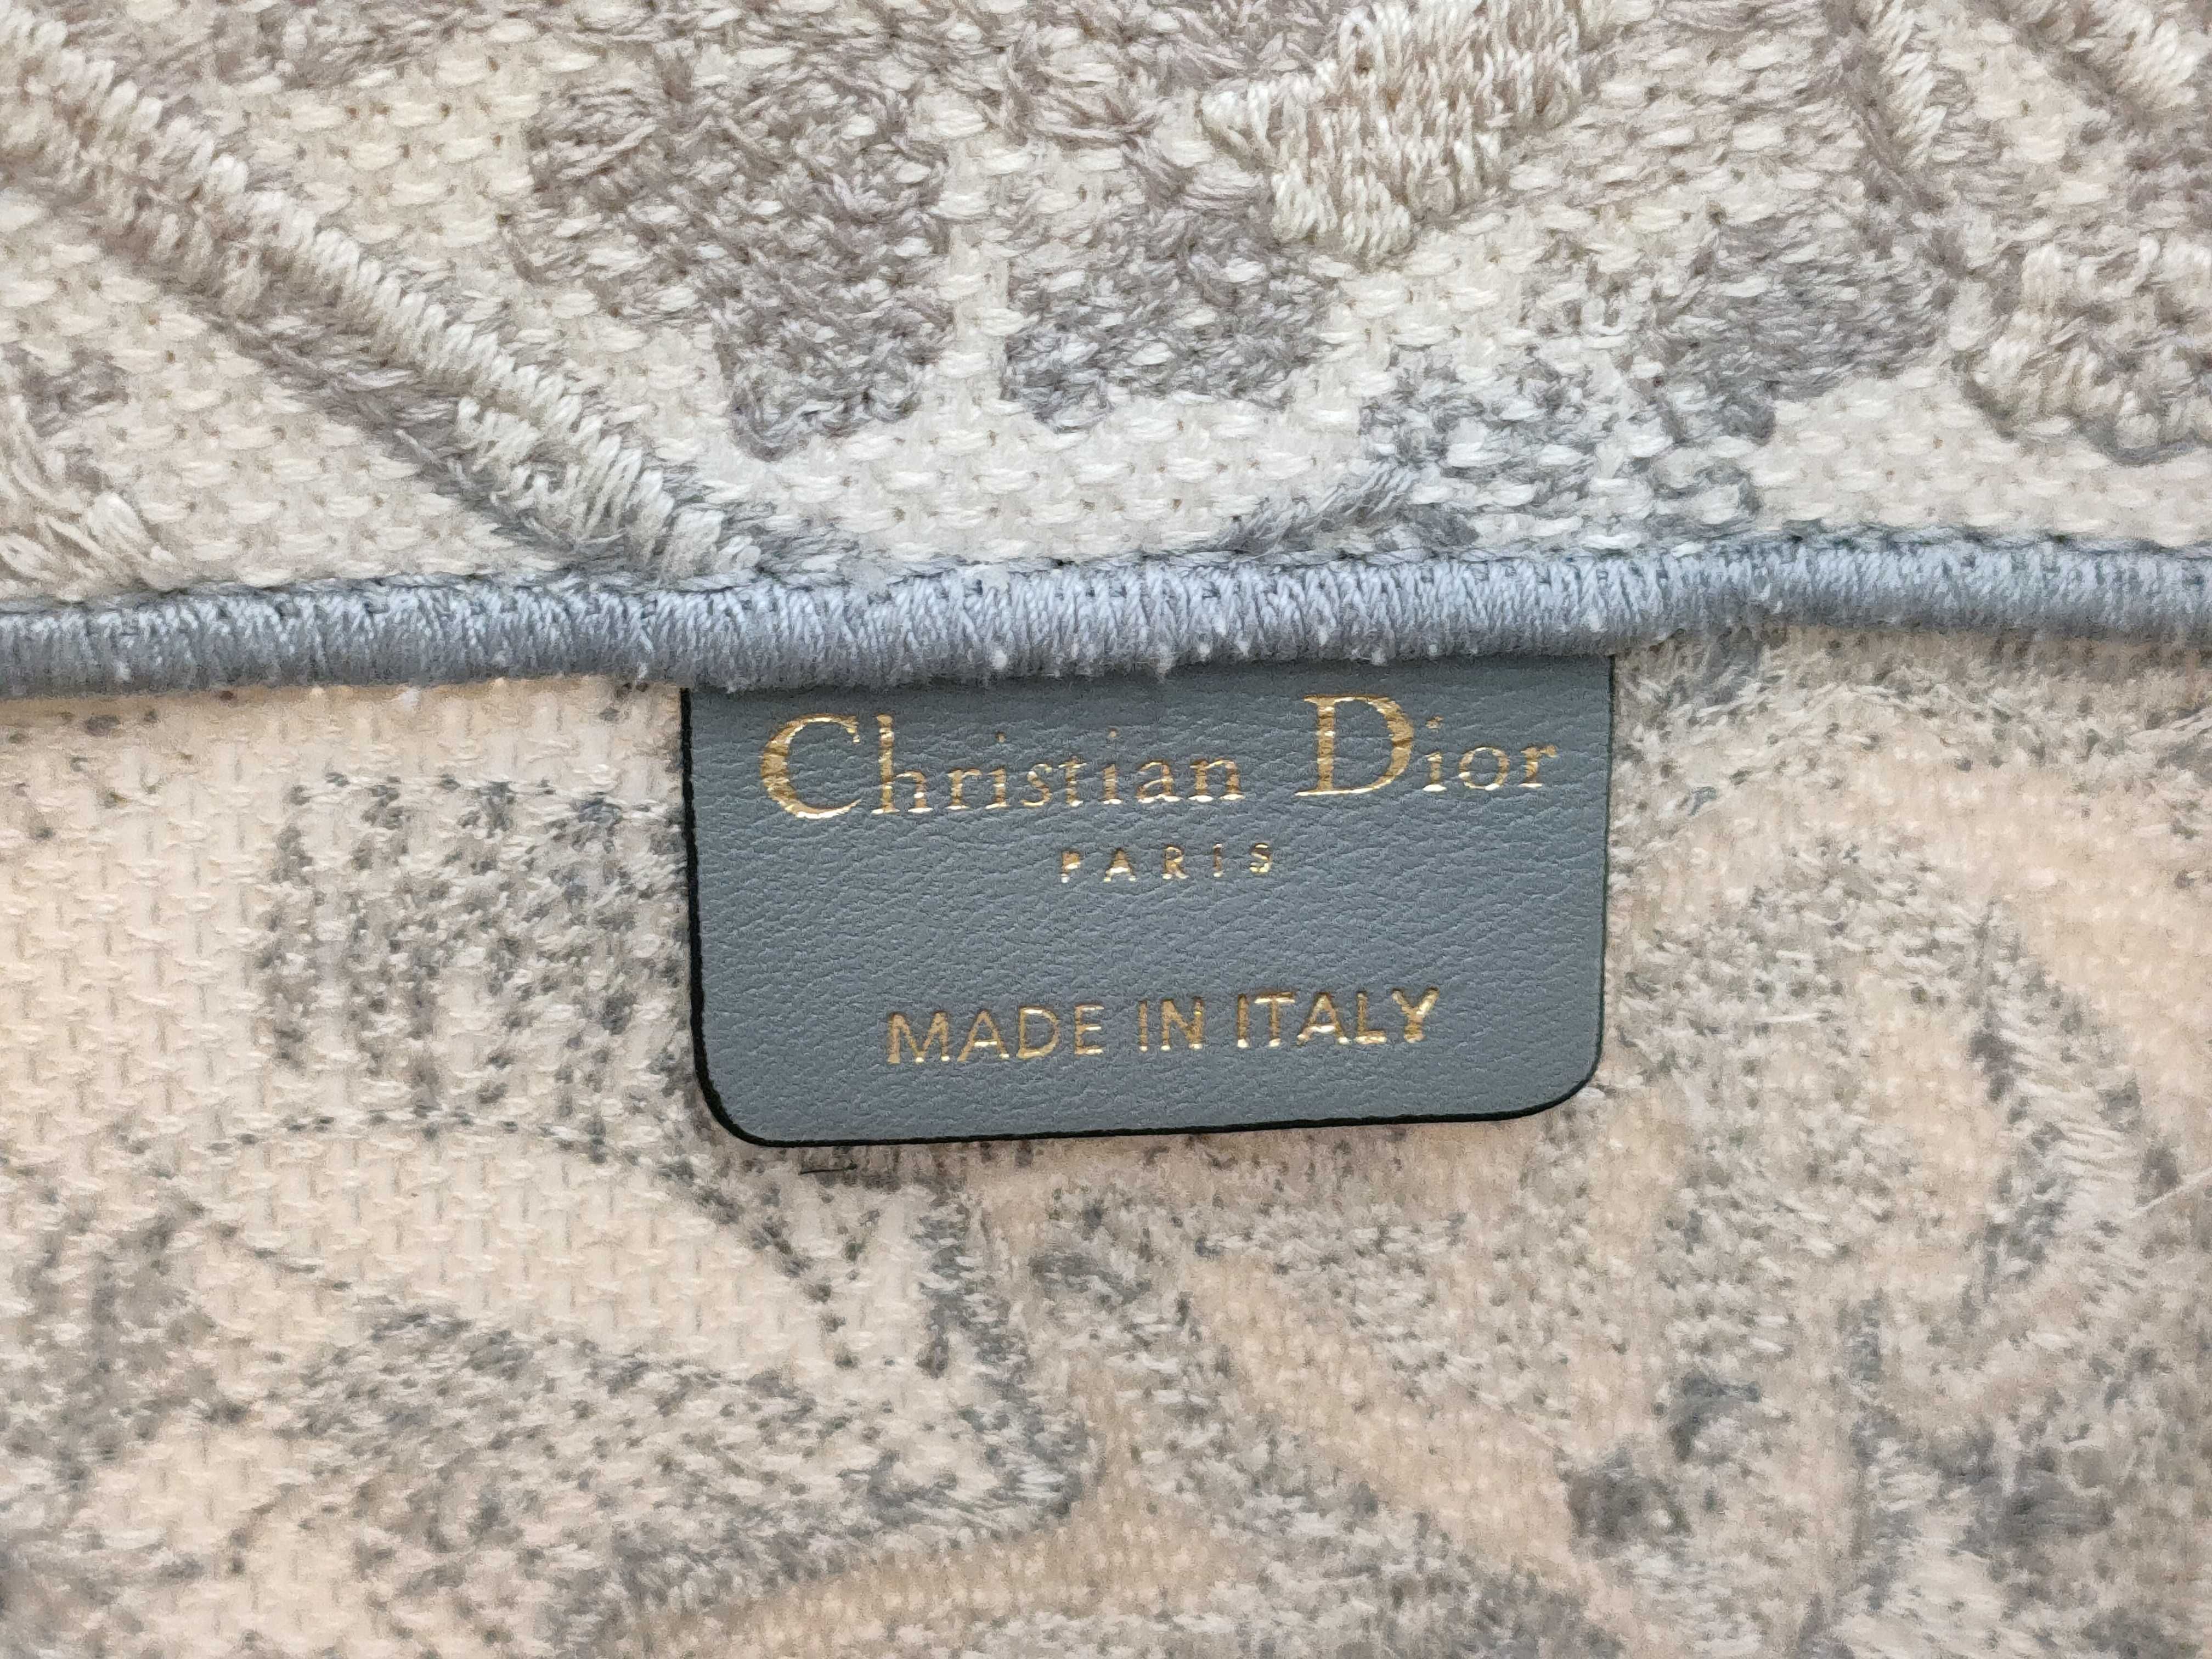 Christian Dior
PARIS
MADE IN ITALY